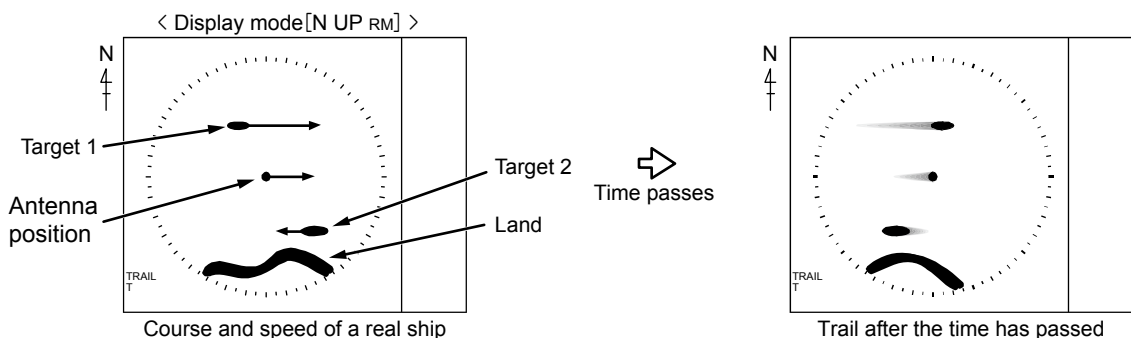 < Display mode[N UP RM] >
N
Target 1
Antenna
position
Target 2
Land
TRAIL
T
Course and speed of a real ship
Time passes
N
TRAIL
T
Trail after the time has passed